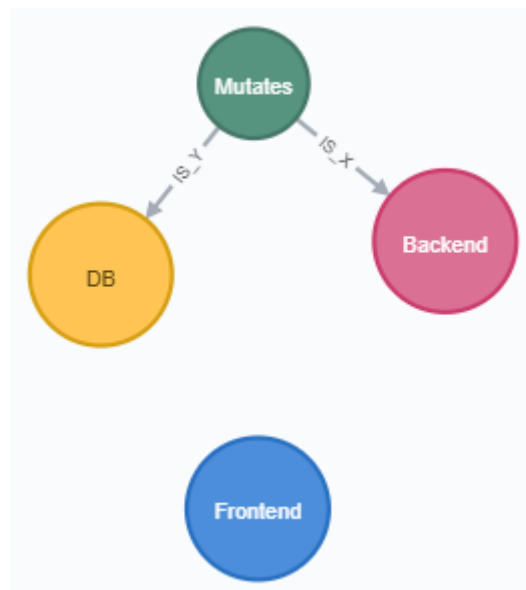 Mutates
IS_Y
IS_X
Backend
DB
Frontend